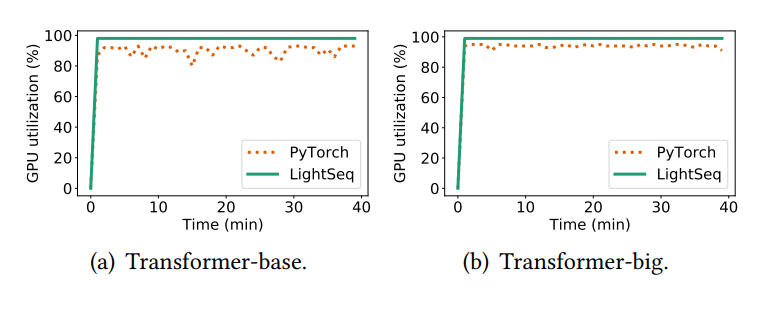 GPU utilization (%)
100
80
60
40
20
0
PyTorch
LightSeq
0 10 20 30 40
Time (min)
(a) Transformer-base.
GPU utilization (%)
100
80
60
40
20
0
PyTorch
LightSeq
0 10 20 30 40
Time (min)
(b) Transformer-big.